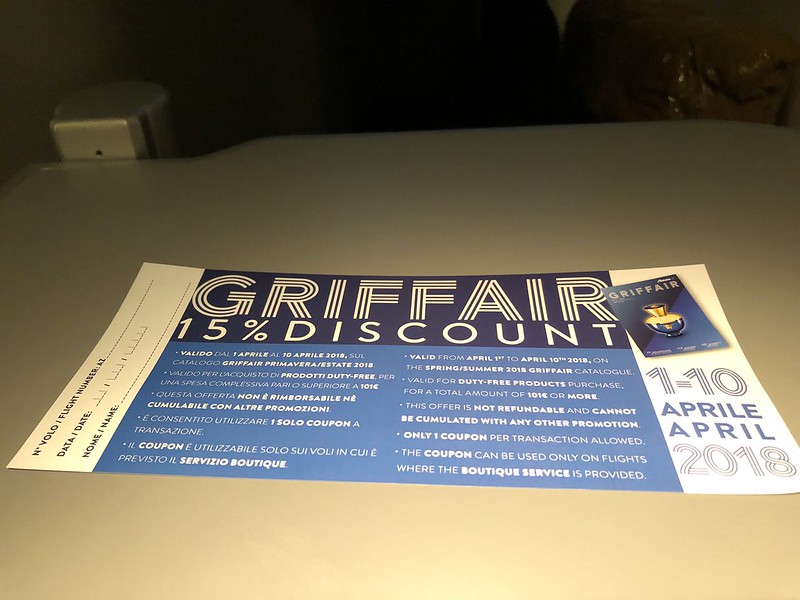 N° VOLO / FLIGHT NUMBER: AZ
DATA / DATE: __/__/____
NOME / NAME:
GRIFFAIR
15% DISCOUNT
• VALIDO DAL 1 APRILE AL 10 APRILE 2018, SUL
CATALOGO GRIFFAIR PRIMAVERA/ESTATE 2018.
• VALIDO PER L'ACQUISTO DI PRODOTTI DUTY-FREE, PER
UNA SPESA COMPLESSIVA PARI O SUPERIORE A 101€
• QUESTA OFFERTA NON È RIMBORSABILE NÈ
CUMULABILE CON ALTRE PROMOZIONI.
• È CONSENTITO UTILIZZARE 1 SOLO COUPON A
TRANSAZIONE.
• IL COUPON È UTILIZZABILE SOLO SUI VOLI IN CUI È
PREVISTO IL SERVIZIO BOUTIQUE.
• VALID FROM APRIL 1ST TO APRIL 10TH 2018, ON
THE SPRING/SUMMER 2018 GRIFFAIR CATALOGUE.
• VALID FOR DUTY-FREE PRODUCTS PURCHASE,
FOR A TOTAL AMOUNT OF 101€ OR MORE.
• THIS OFFER IS NOT REFUNDABLE AND CANNOT
BE CUMULATED WITH ANY OTHER PROMOTION.
• ONLY 1 COUPON PER TRANSACTION ALLOWED.
• THE COUPON CAN BE USED ONLY ON FLIGHTS
WHERE THE BOUTIQUE SERVICE IS PROVIDED.
GRIFFAIR
1-10
APRILE
APRIL
2018